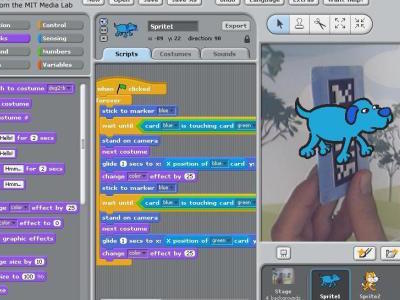 from the MIT Media Lab
New Open Save Save As Undo Language Extras Want Help?
Control
Sensing
Numbers
Variables
Sprite1
Export
x: -89 y: 22 direction: 90
Scripts Costumes Sounds
when clicked
forever
stick to marker blue
wait until card blue is touching card green
stand on camera
next costume
glide 1 secs to x: X position of blue card y:
change color effect by 25
stick to marker blue
wait until card blue is touching card green
stand on camera
next costume
glide 1 secs to x: X position of green card y:
change color effect by 25
h to costume dog2-b
costume
costume #
Hello! for 2 secs
Hello!
Hmm... for 2 secs
Hmm...
ge color effect by 25
color effect to 0
graphic effects
ge size by 10
size to 100 %
Stage
4 backgrounds
Sprite1
Sprite2